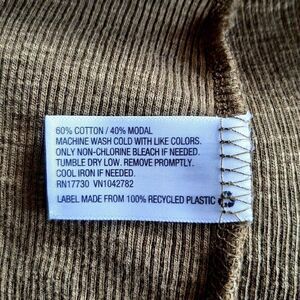 60% COTTON / 40% MODAL
MACHINE WASH COLD WITH LIKE COLORS.
ONLY NON-CHLORINE BLEACH IF NEEDED.
TUMBLE DRY LOW. REMOVE PROMPTLY.
COOL IRON IF NEEDED.
RN17730 VN1042782
LABEL MADE FROM 100% RECYCLED PLASTIC